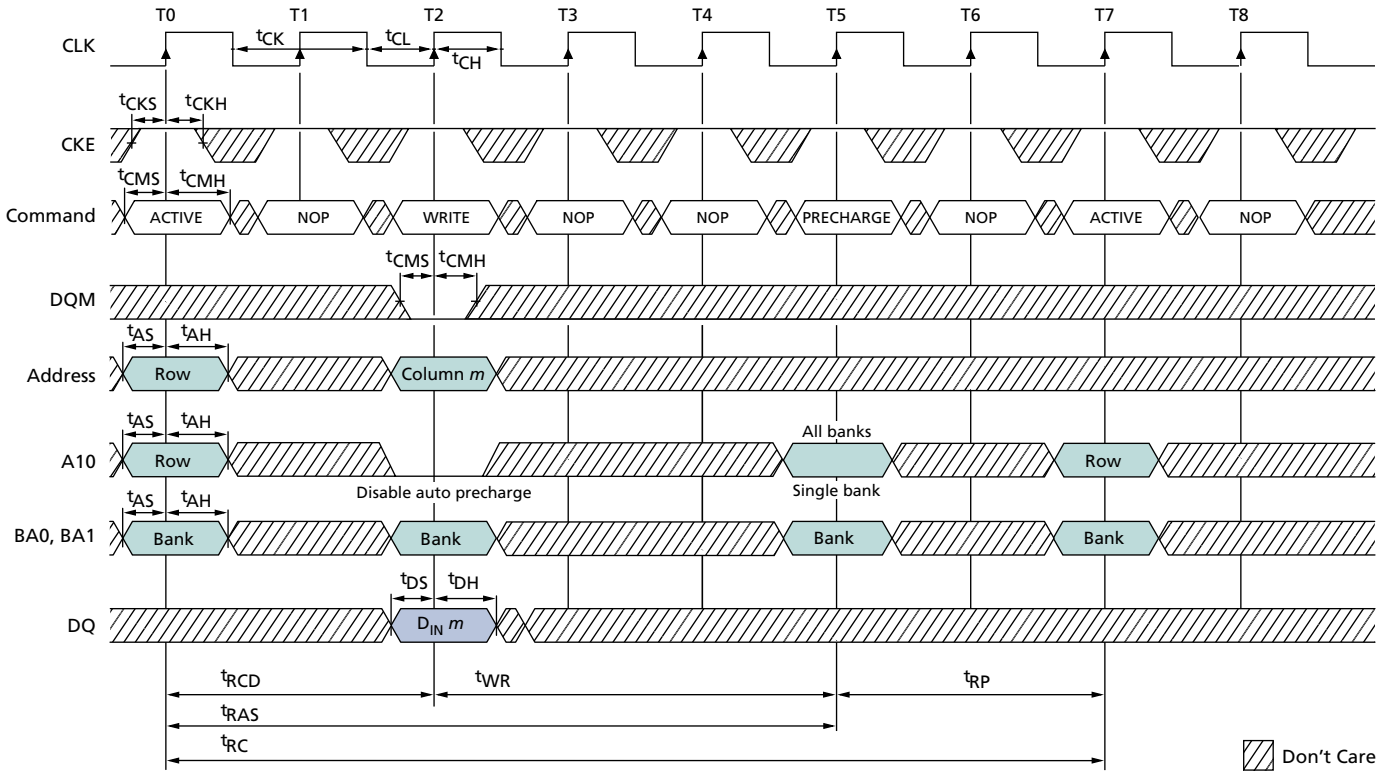 T0 T1 T2 T3 T4 T5 T6 T7 T8
CLK
tCK tCL
tCH
tCKS tCKH
CKE
tCMS tCMH
Command ACTIVE NOP WRITE NOP NOP PRECHARGE NOP ACTIVE NOP
tCMS tCMH
DQM
tAS tAH
Address Row Column m
tAS tAH All banks
A10 Row Row
Disable auto precharge Single bank
tAS tAH
BA0, BA1 Bank Bank Bank Bank
tDS tDH
DQ DIN m
tRCD tWR tRP
tRAS
tRC
Don't Care